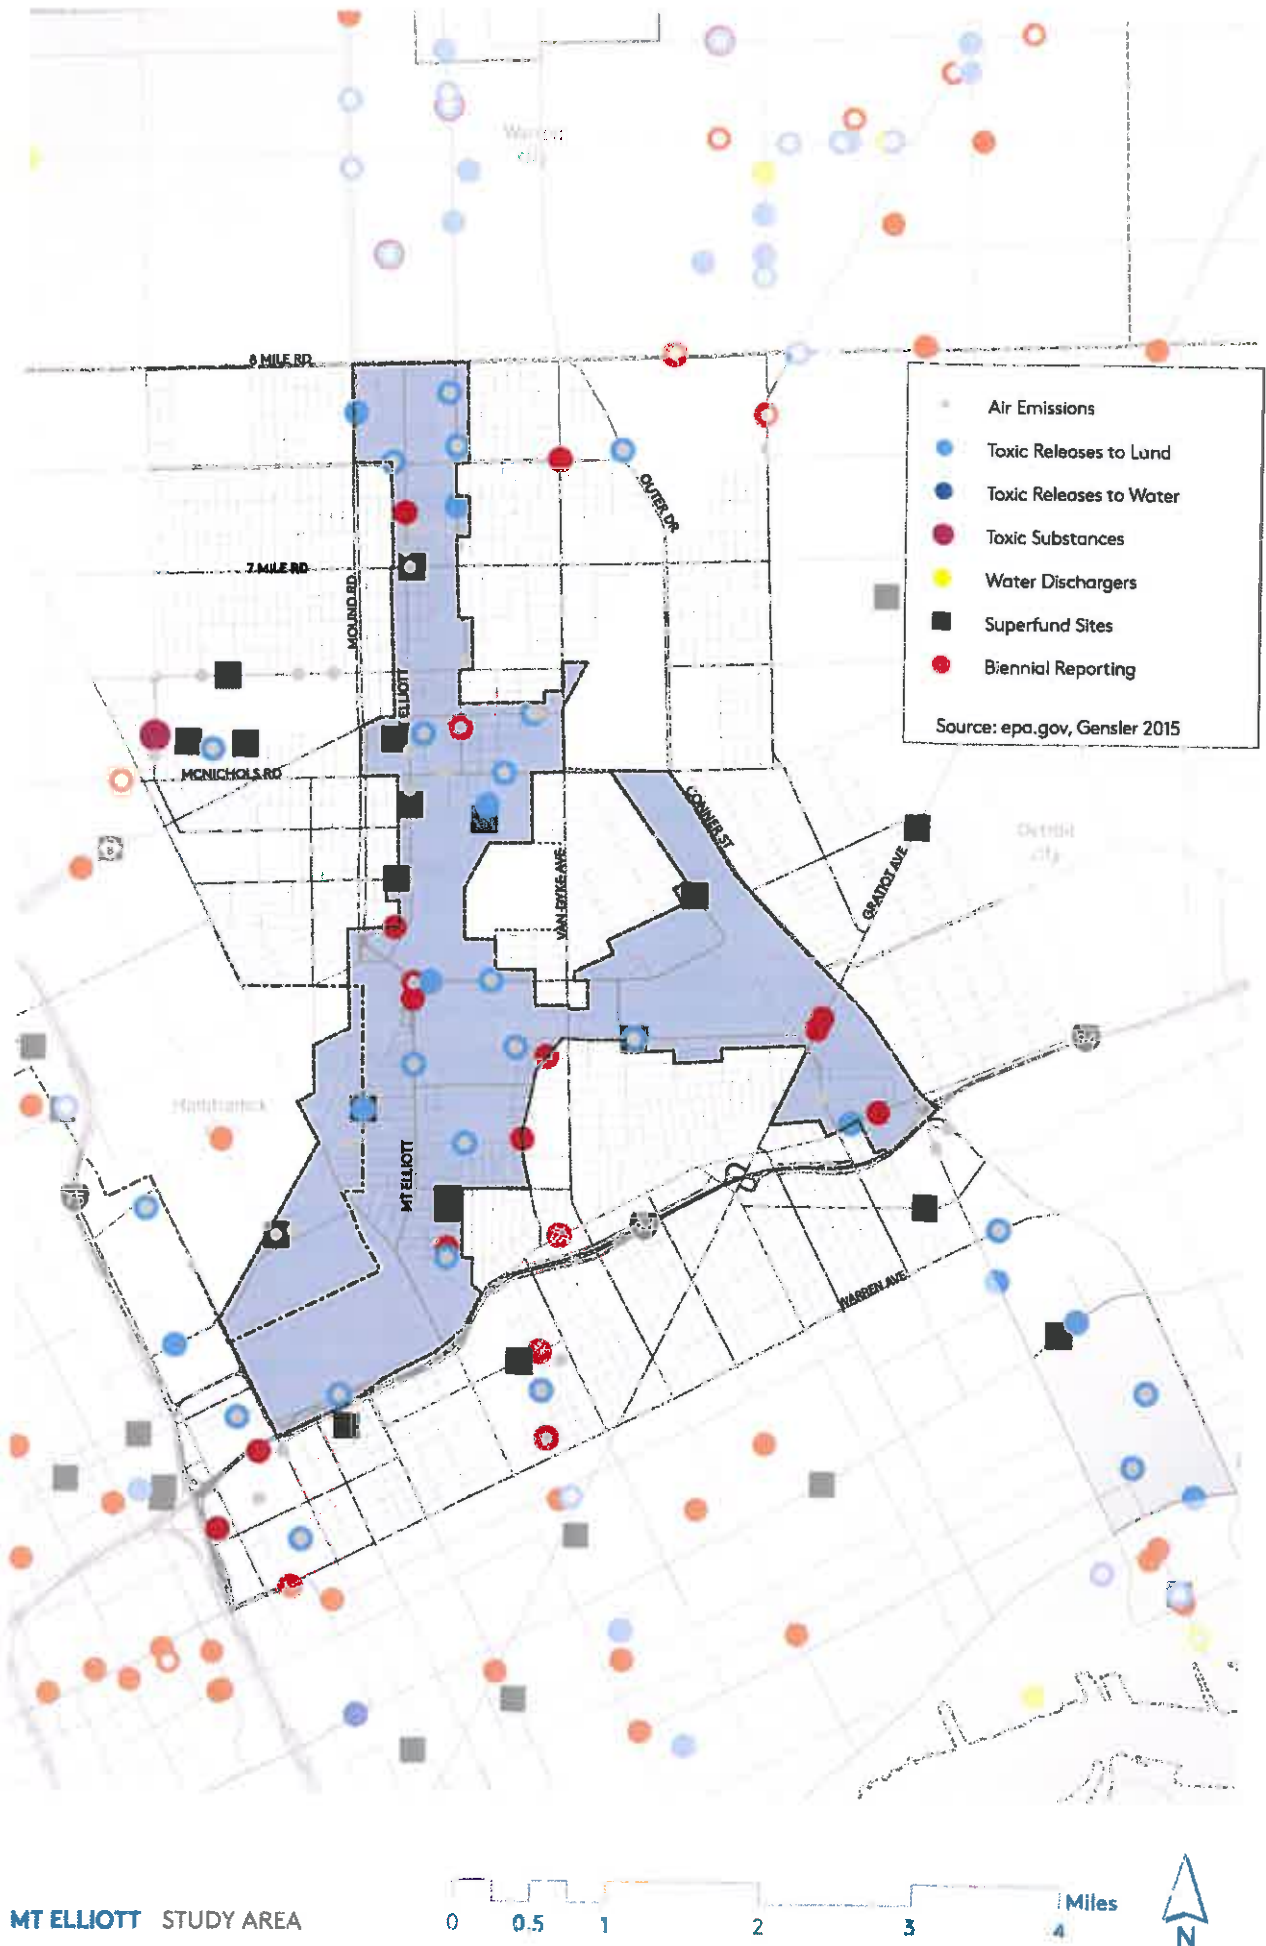 8 MILE RD
Air Emissions
Toxic Releases to Land
Toxic Releases to Water
Toxic Substances
Water Dischargers
Superfund Sites
Biennial Reporting
Source: epa.gov, Gensler 2015
OUTER DR
7 MILE RD
MOUND RD
ELLIOTT
MCNICHOLS RD
CONNER ST
Detroit
city
VAN DYKE AVE
GRATIOT AVE
Hamtramck
MT ELLIOTT
WARREN AVE
MT ELLIOTT STUDY AREA
0 0.5 1 2 3 4 Miles
N